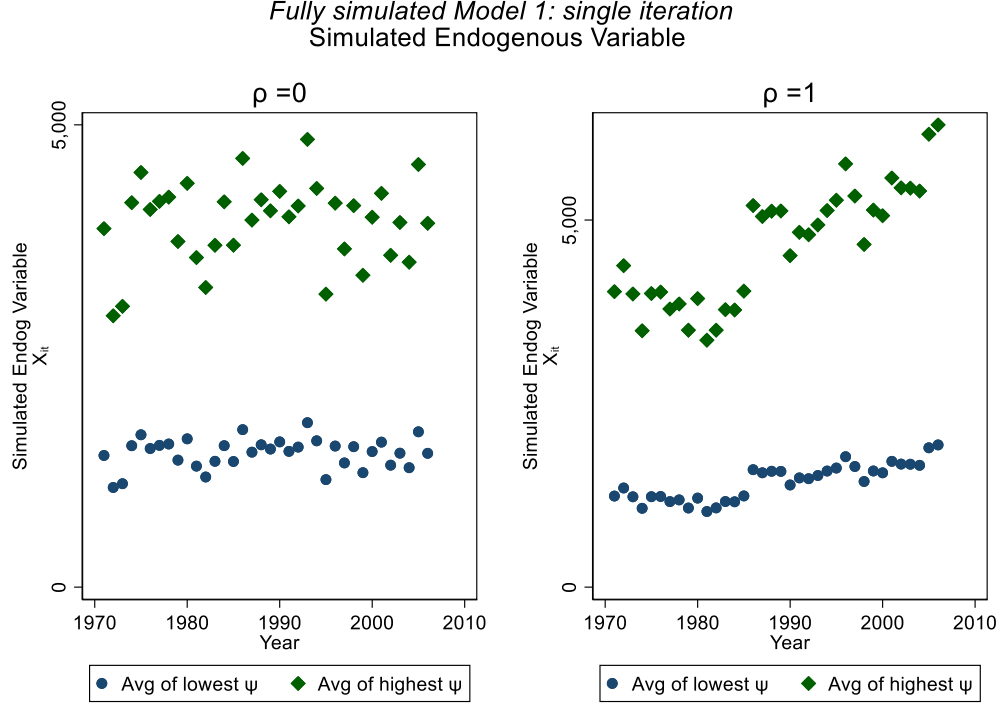 Fully simulated Model 1: single iteration
Simulated Endogenous Variable
ρ =0
5,000
0
Simulated Endog Variable
Xit
1970 1980 1990 2000 2010
Year
Avg of lowest ψ Avg of highest ψ
ρ =1
5,000
0
Simulated Endog Variable
Xit
1970 1980 1990 2000 2010
Year
Avg of lowest ψ Avg of highest ψ